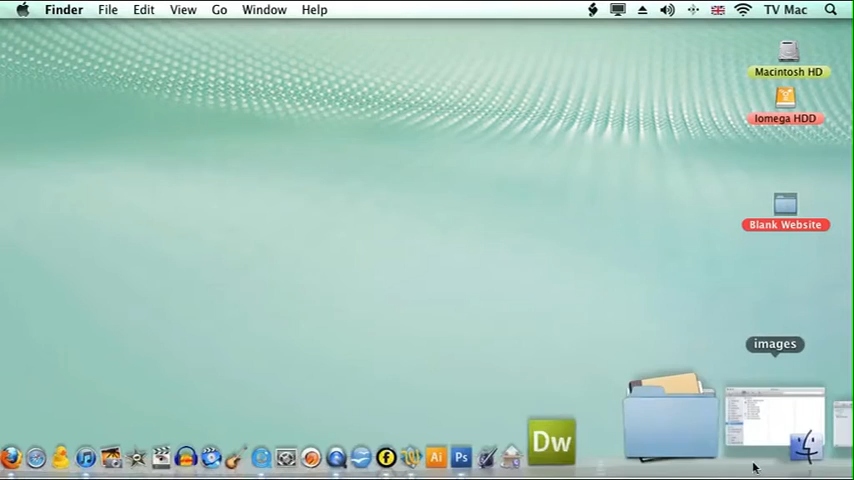 Finder File Edit View Go Window Help TV Mac
Macintosh HD
Iomega HDD
Blank Website
images
Ai Ps Dw